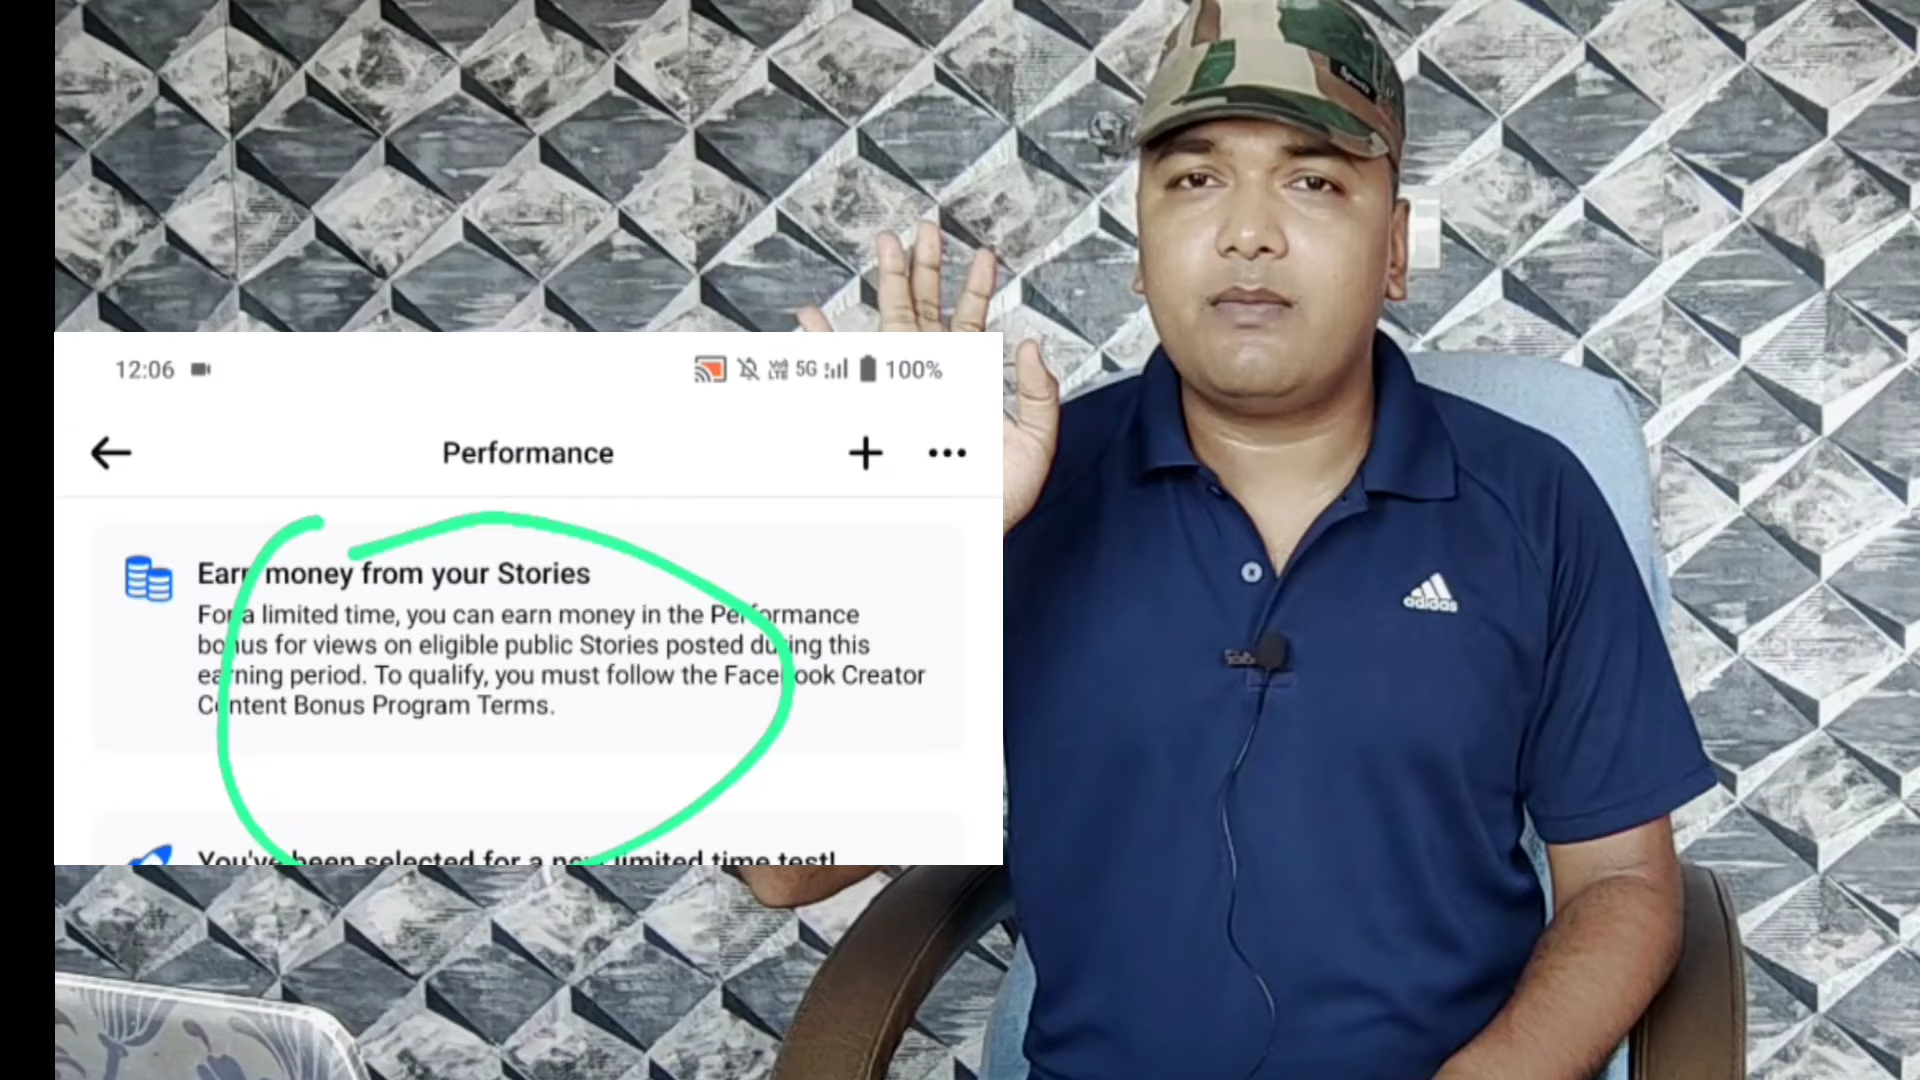 12:06 5G 100%
Performance
Earn money from your Stories
For a limited time, you can earn money in the Performance
bonus for views on eligible public Stories posted during this
earning period. To qualify, you must follow the Facebook Creator
Content Bonus Program Terms.
You've been selected for a new limited time test!
adidas